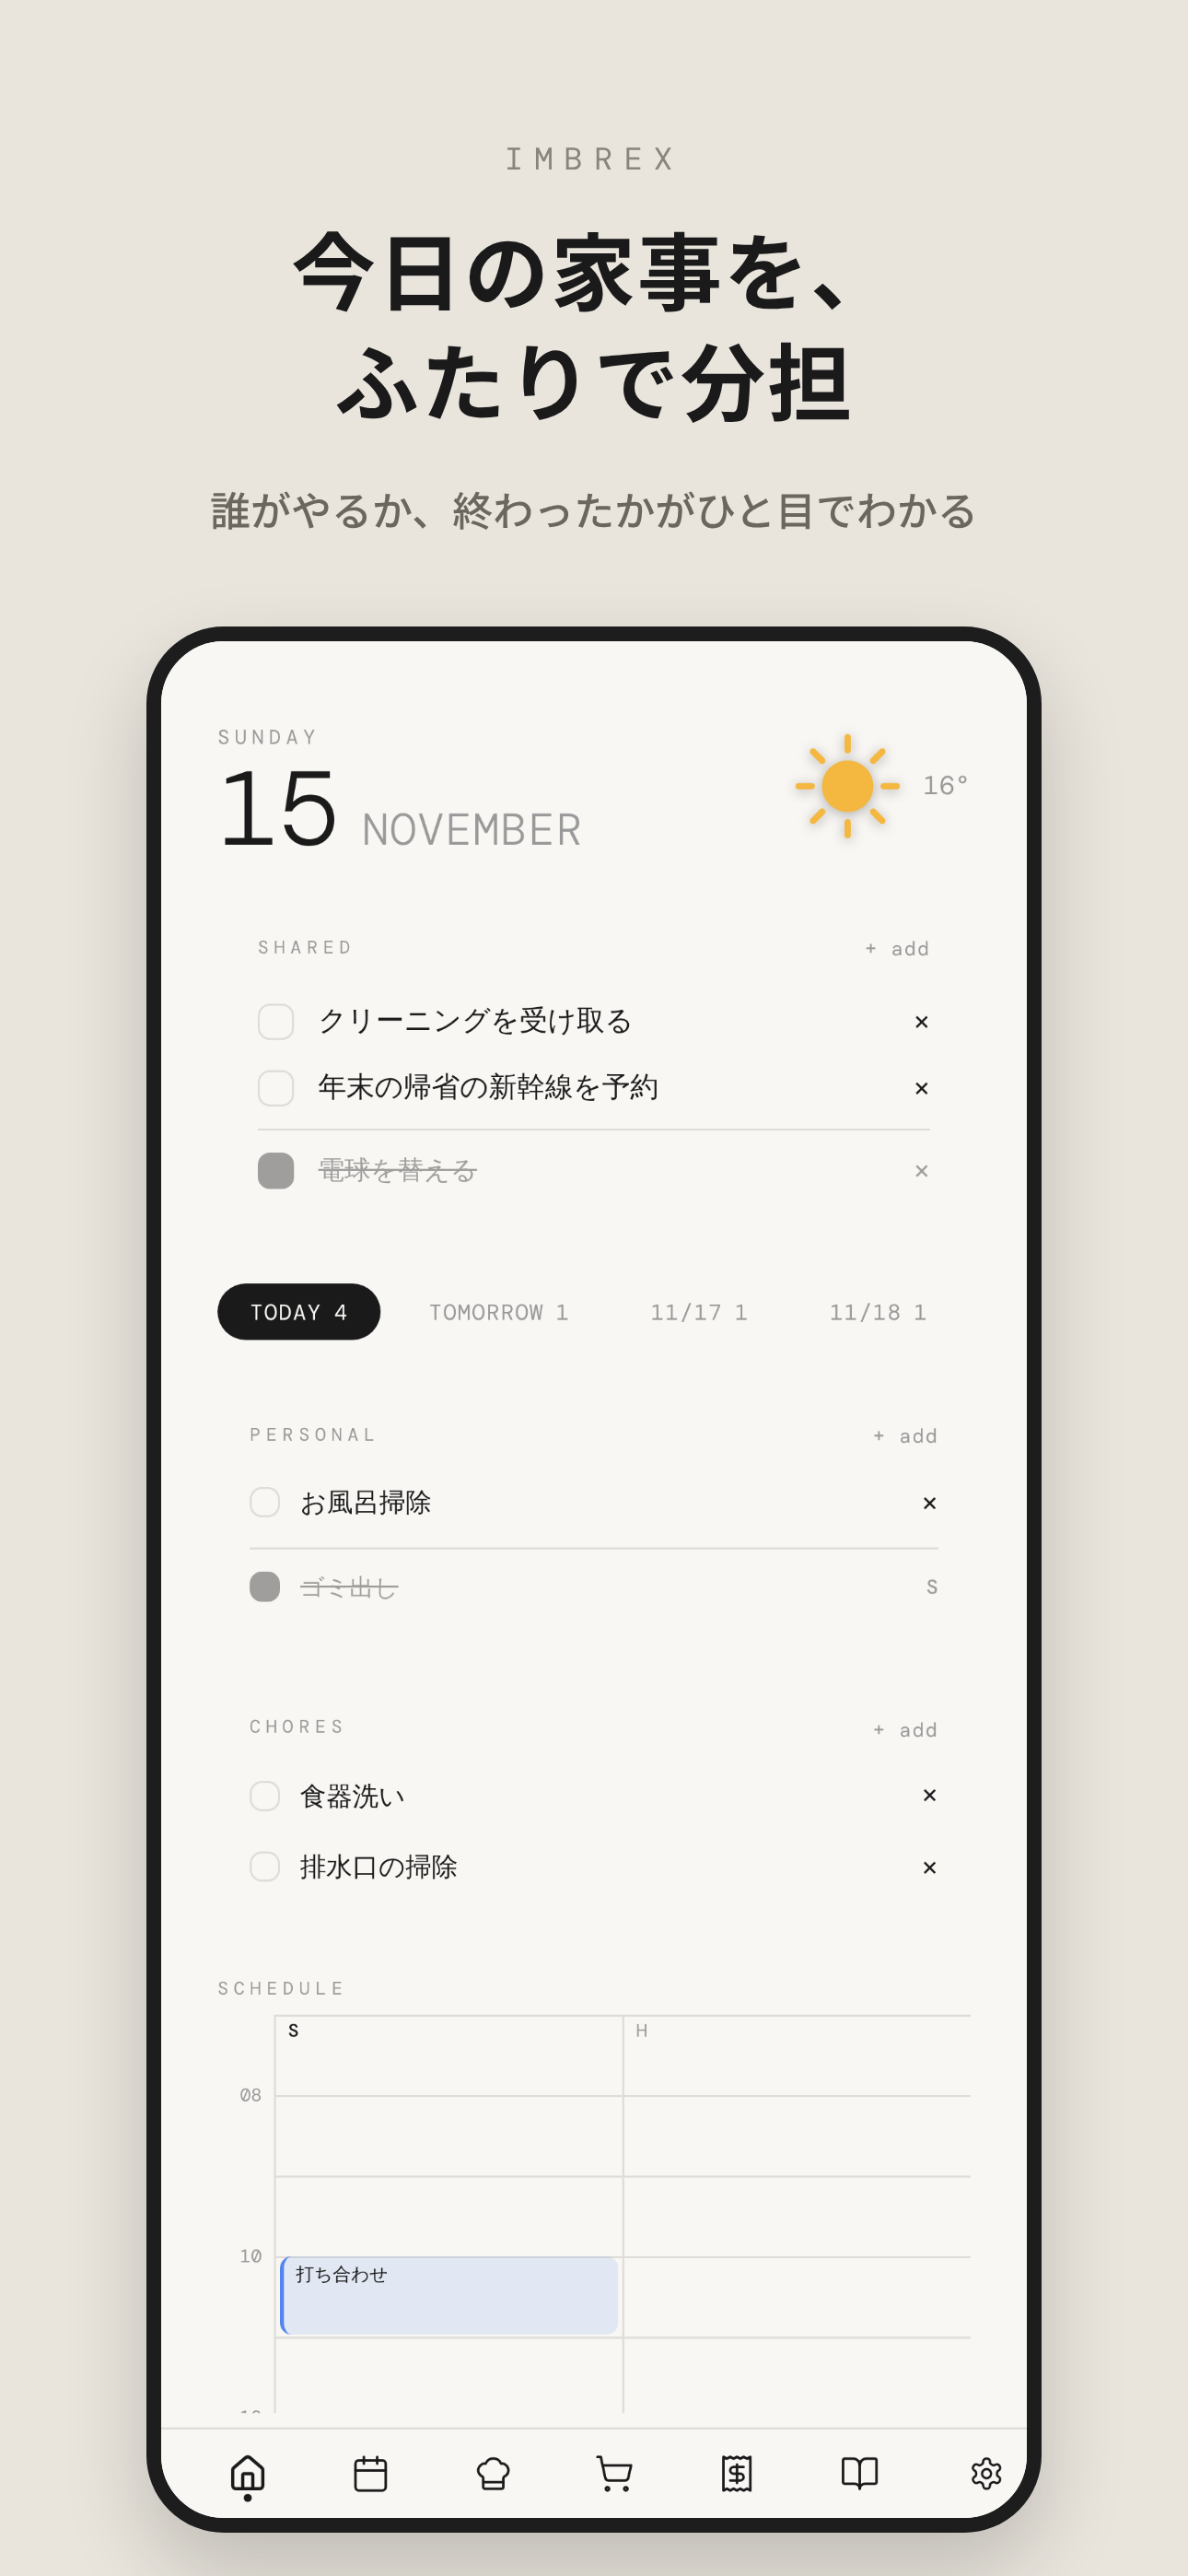 IMBREX
今日の家事を、
ふたりで分担
誰がやるか、終わったかがひと目でわかる
SUNDAY
15 NOVEMBER
16°
SHARED + add
クリーニングを受け取る ×
年末の帰省の新幹線を予約 ×
電球を替える ×
TODAY 4 TOMORROW 1 11/17 1 11/18 1
PERSONAL + add
お風呂掃除 ×
ゴミ出し S
CHORES + add
食器洗い ×
排水口の掃除 ×
SCHEDULE
S H
08
10
打ち合わせ